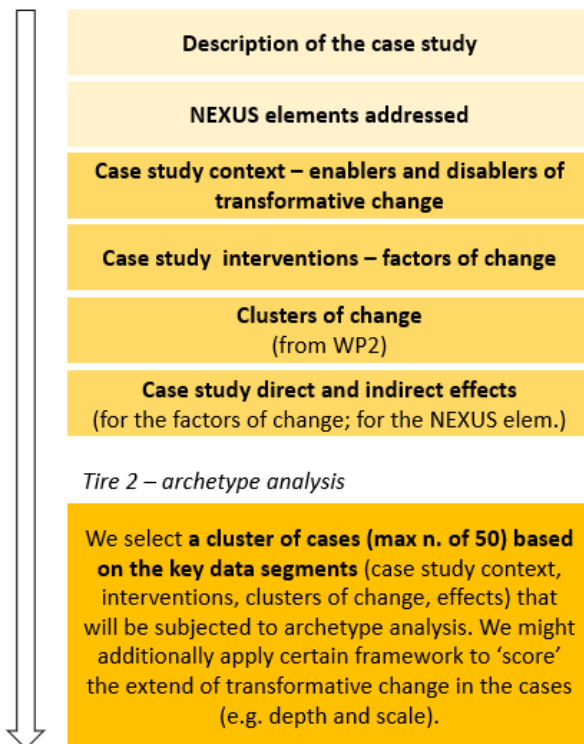 Description of the case study
NEXUS elements addressed
Case study context – enablers and disablers of
transformative change
Case study  interventions – factors of change
Clusters of change
(from WP2)
Case study direct and indirect effects
(for the factors of change; for the NEXUS elem.)
Tire 2 – archetype analysis
We select a cluster of cases (max n. of 50) based
on the key data segments (case study context,
interventions, clusters of change, effects) that
will be subjected to archetype analysis. We might
additionally apply certain framework to ‘score’
the extend of transformative change in the cases
(e.g. depth and scale).